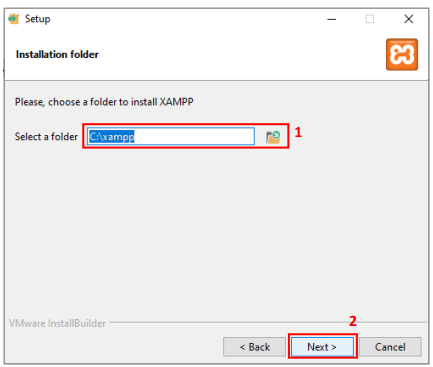 Setup
Installation folder
Please, choose a folder to install XAMPP
Select a folder C:\xampp 1
2
VMware InstallBuilder
< Back Next > Cancel